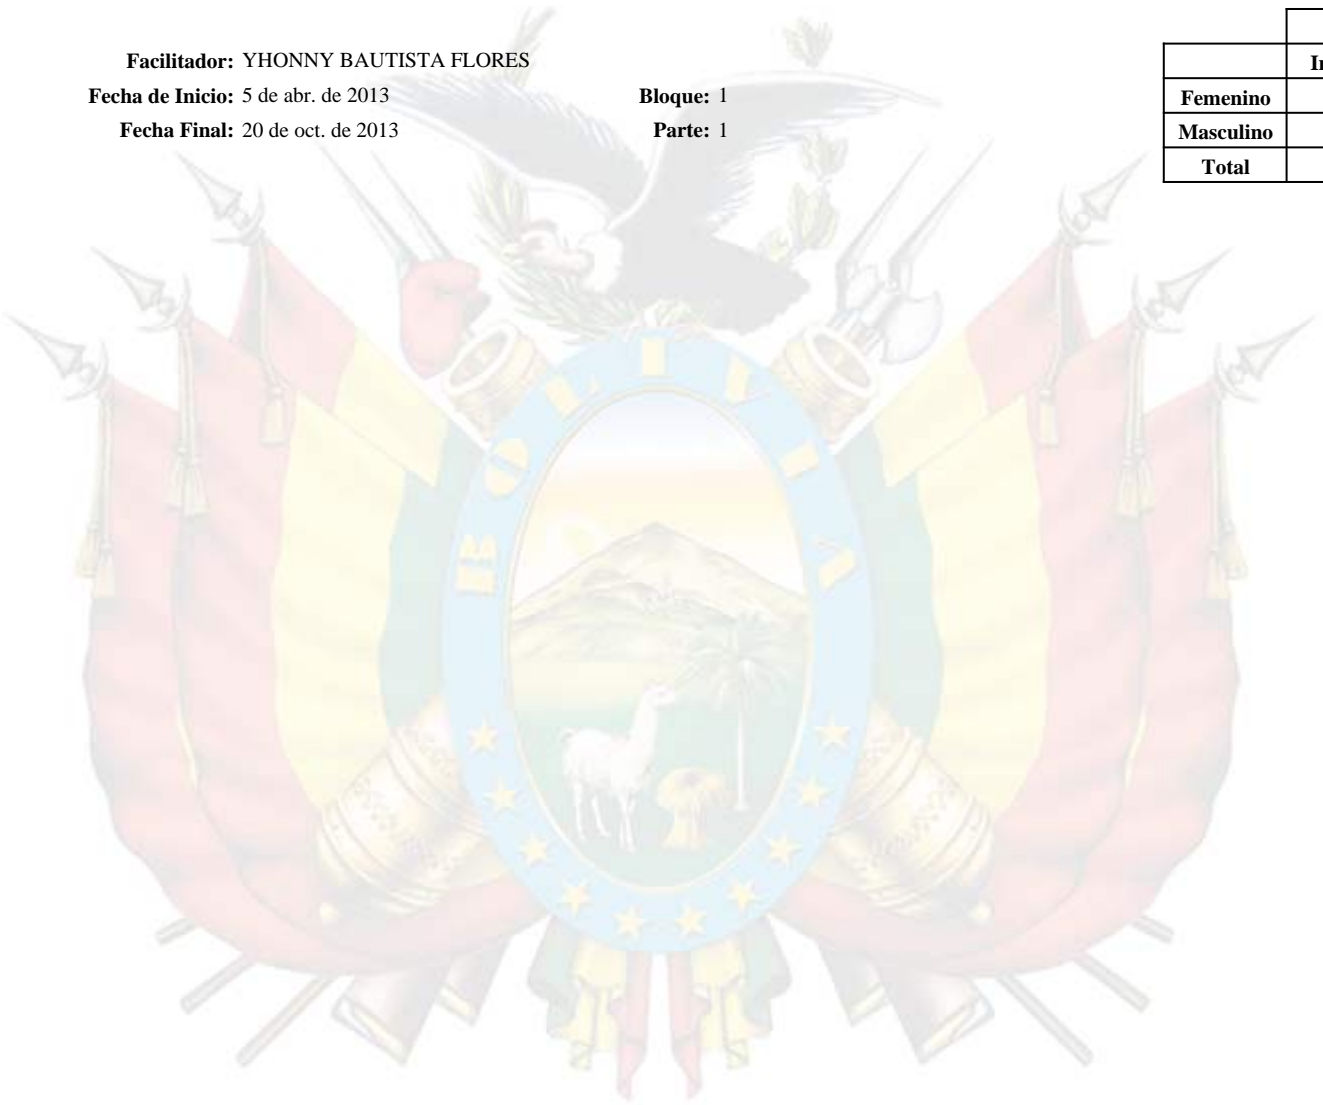 Facilitador: YHONNY BAUTISTA FLORES
Fecha de Inicio: 5 de abr. de 2013 Bloque: 1
Fecha Final: 20 de oct. de 2013 Parte: 1
Femenino
Masculino
Total
BOLIVIA